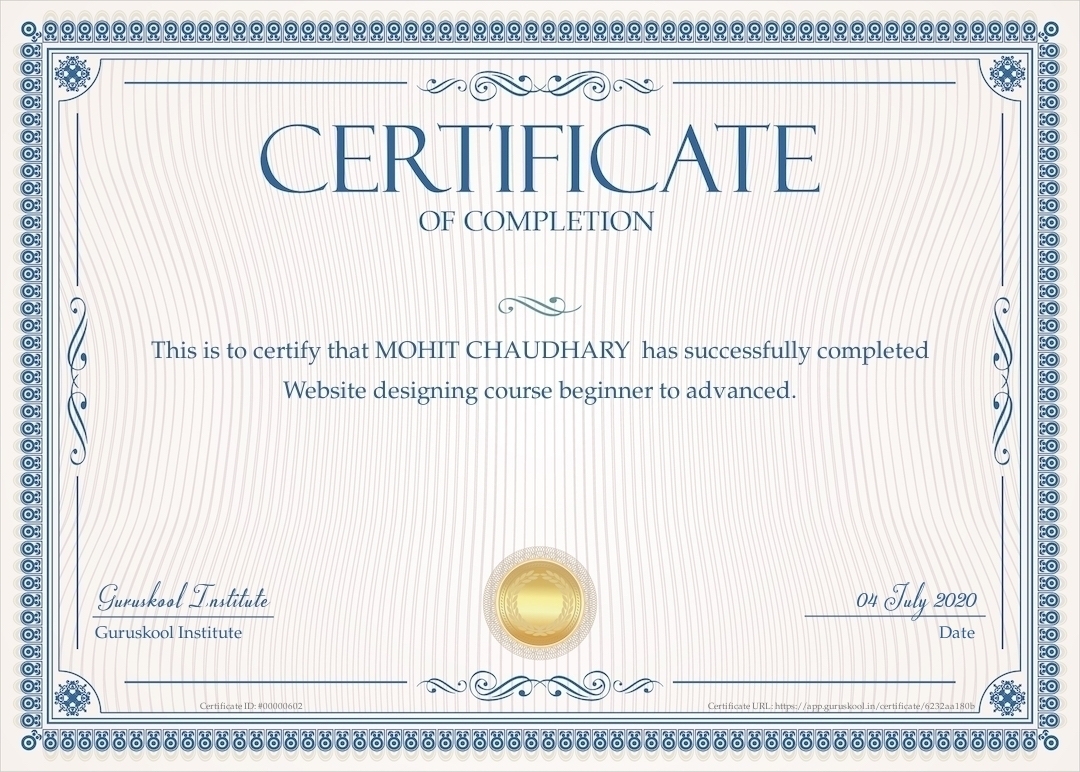 CERTIFICATE
OF COMPLETION
This is to certify that MOHIT CHAUDHARY has successfully completed
Website designing course beginner to advanced.
Guruskool Institute
04 July 2020
Guruskool Institute
Date
Certificate ID: #00000602
Certificate URL: https://app.guruskool.in/certificate/6232aa180b